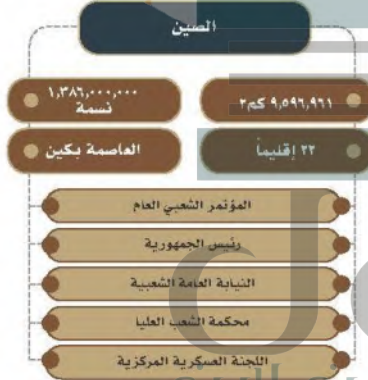 الصين
٩,٥٩٦,٩٦١ كم٢
١,٣٨٦,٠٠٠,٠٠٠
نسمة
٢٢ إقليماً
العاصمة بكين
المؤتمر الشعبي العام
رئيس الجمهورية
النيابة العامة الشعبية
محكمة الشعب العليا
اللجنة العسكرية المركزية